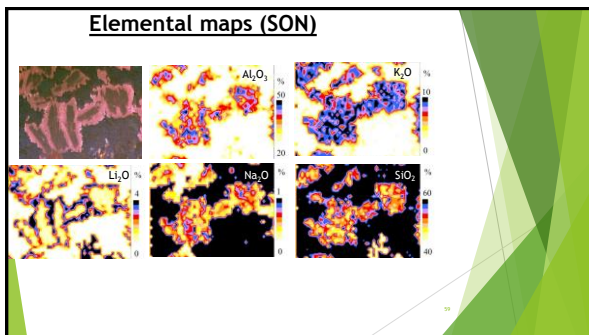 Elemental maps (SON)
Al₂O₃
%
50
20
K₂O
%
10
0
Li₂O
%
4
0
Na₂O
%
1
0
SiO₂
%
60
40